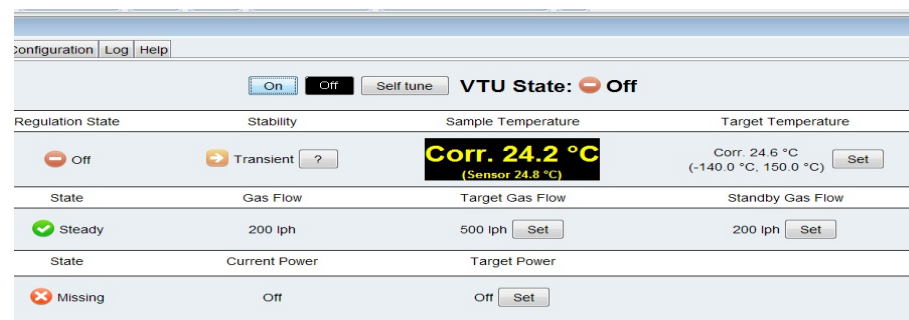 Configuration Log Help
On Off Self tune VTU State: Off
Regulation State Stability Sample Temperature Target Temperature
Off Transient ? Corr. 24.2 °C (Sensor 24.8 °C) Corr. 24.6 °C (-140.0 °C, 150.0 °C) Set
State Gas Flow Target Gas Flow Standby Gas Flow
Steady 200 lph 500 lph Set 200 lph Set
State Current Power Target Power
Missing Off Off Set